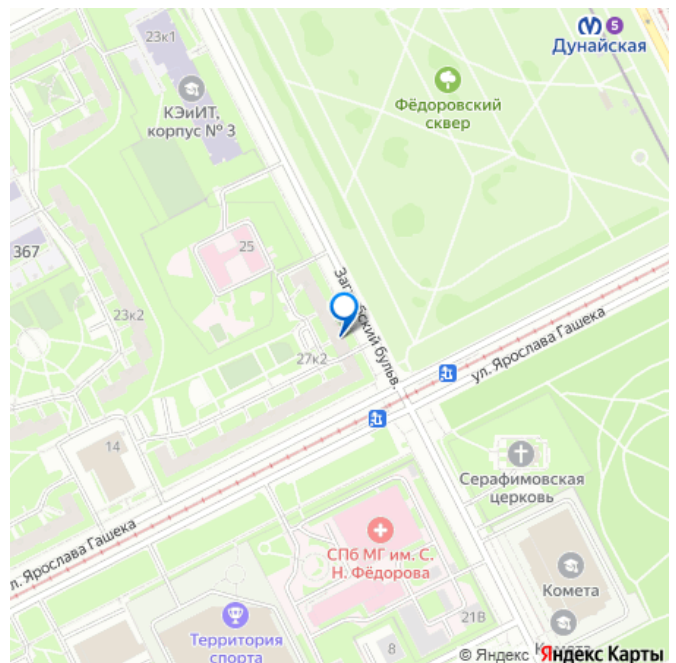 23к1
5
Дунайская
КЭиИТ,
корпус № 3
Фёдоровский
сквер
367
25
23к2
27к2
бульв.
ул. Ярослава Гашека
14
Серафимовская
церковь
л. Ярослава Гашека
СПб МГ им. С.
Н. Фёдорова
Комета
21В
Территория
спорта
8
© Яндекс Яндекс Карты